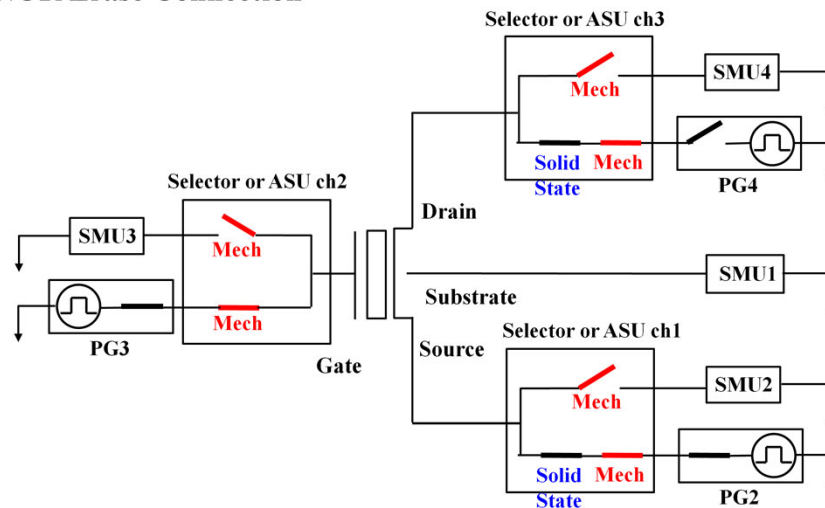 Selector or ASU ch3
SMU4
Mech
Solid
State
Mech
PG4
Selector or ASU ch2
Drain
SMU3
Mech
SMU1
Substrate
Mech
PG3
Gate
Source
Selector or ASU ch1
SMU2
Mech
Solid
State
Mech
PG2